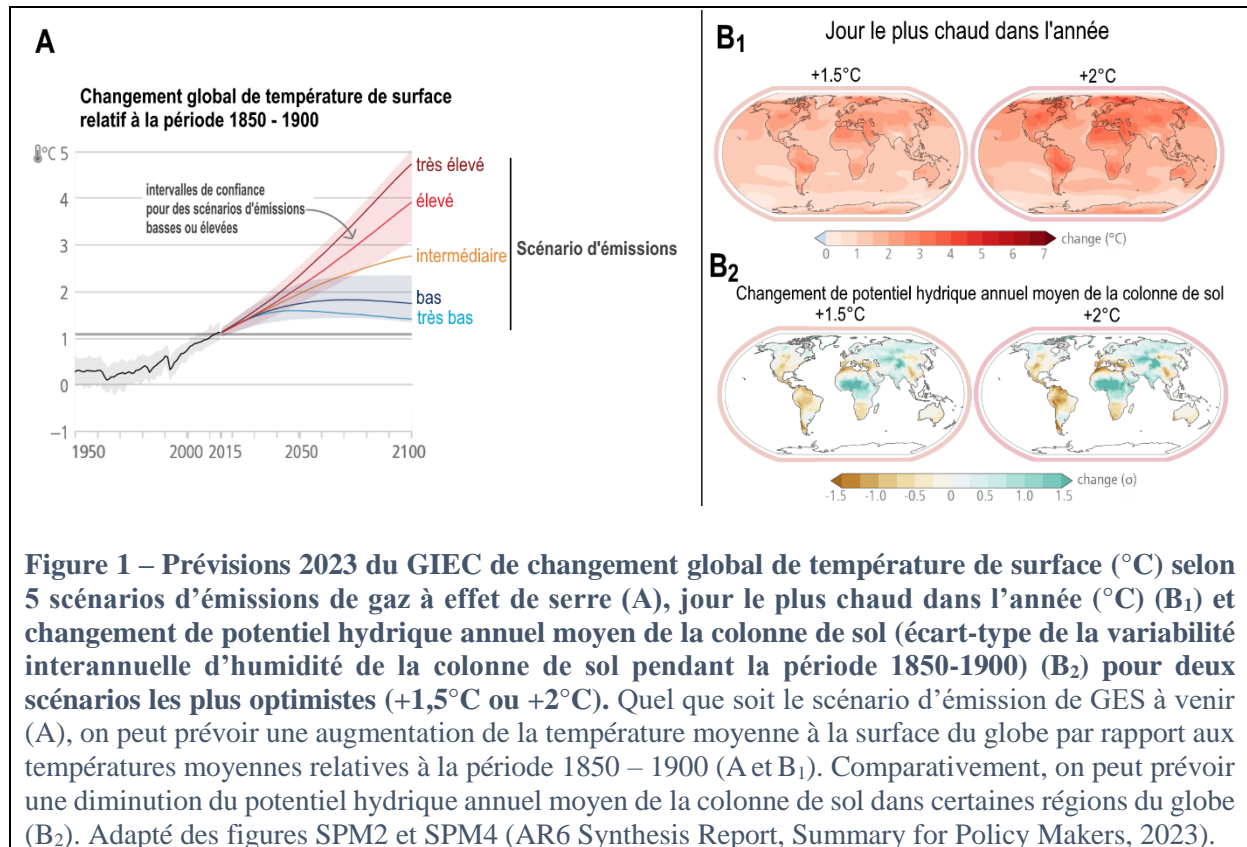 A
Changement global de température de surface
relatif à la période 1850 - 1900
°C 5
4
3
2
1
0
−1
intervalles de confiance
pour des scénarios d'émissions
basses ou élevées
très élevé
élevé
intermédiaire
bas
très bas
Scénario d'émissions
1950 2000 2015 2050 2100
B1 Jour le plus chaud dans l'année
+1.5°C +2°C
change (°C)
0 1 2 3 4 5 6 7
B2
Changement de potentiel hydrique annuel moyen de la colonne de sol
+1.5°C +2°C
change (σ)
-1.5 -1.0 -0.5 0 0.5 1.0 1.5
Figure 1 – Prévisions 2023 du GIEC de changement global de température de surface (°C) selon
5 scénarios d’émissions de gaz à effet de serre (A), jour le plus chaud dans l’année (°C) (B1) et
changement de potentiel hydrique annuel moyen de la colonne de sol (écart-type de la variabilité
interannuelle d’humidité de la colonne de sol pendant la période 1850-1900) (B2) pour deux
scénarios les plus optimistes (+1,5°C ou +2°C). Quel que soit le scénario d’émission de GES à venir
(A), on peut prévoir une augmentation de la température moyenne à la surface du globe par rapport aux
températures moyennes relatives à la période 1850 – 1900 (A et B1). Comparativement, on peut prévoir
une diminution du potentiel hydrique annuel moyen de la colonne de sol dans certaines régions du globe
(B2). Adapté des figures SPM2 et SPM4 (AR6 Synthesis Report, Summary for Policy Makers, 2023).